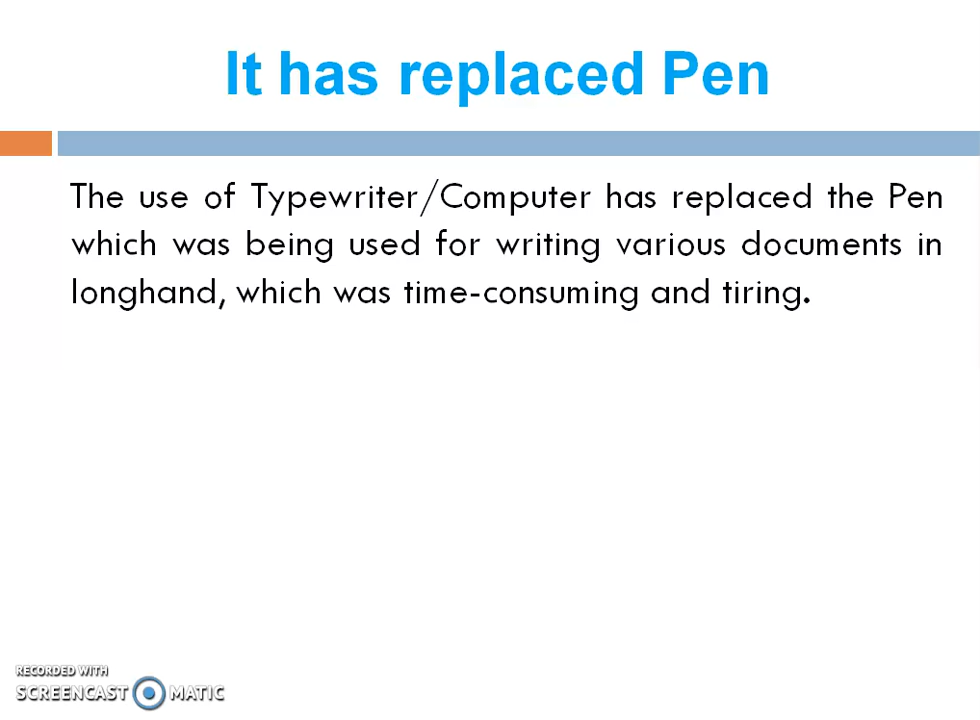 It has replaced Pen
The use of Typewriter/Computer has replaced the Pen
which was being used for writing various documents in
longhand, which was time-consuming and tiring.
RECORDED WITH
SCREENCAST MATIC